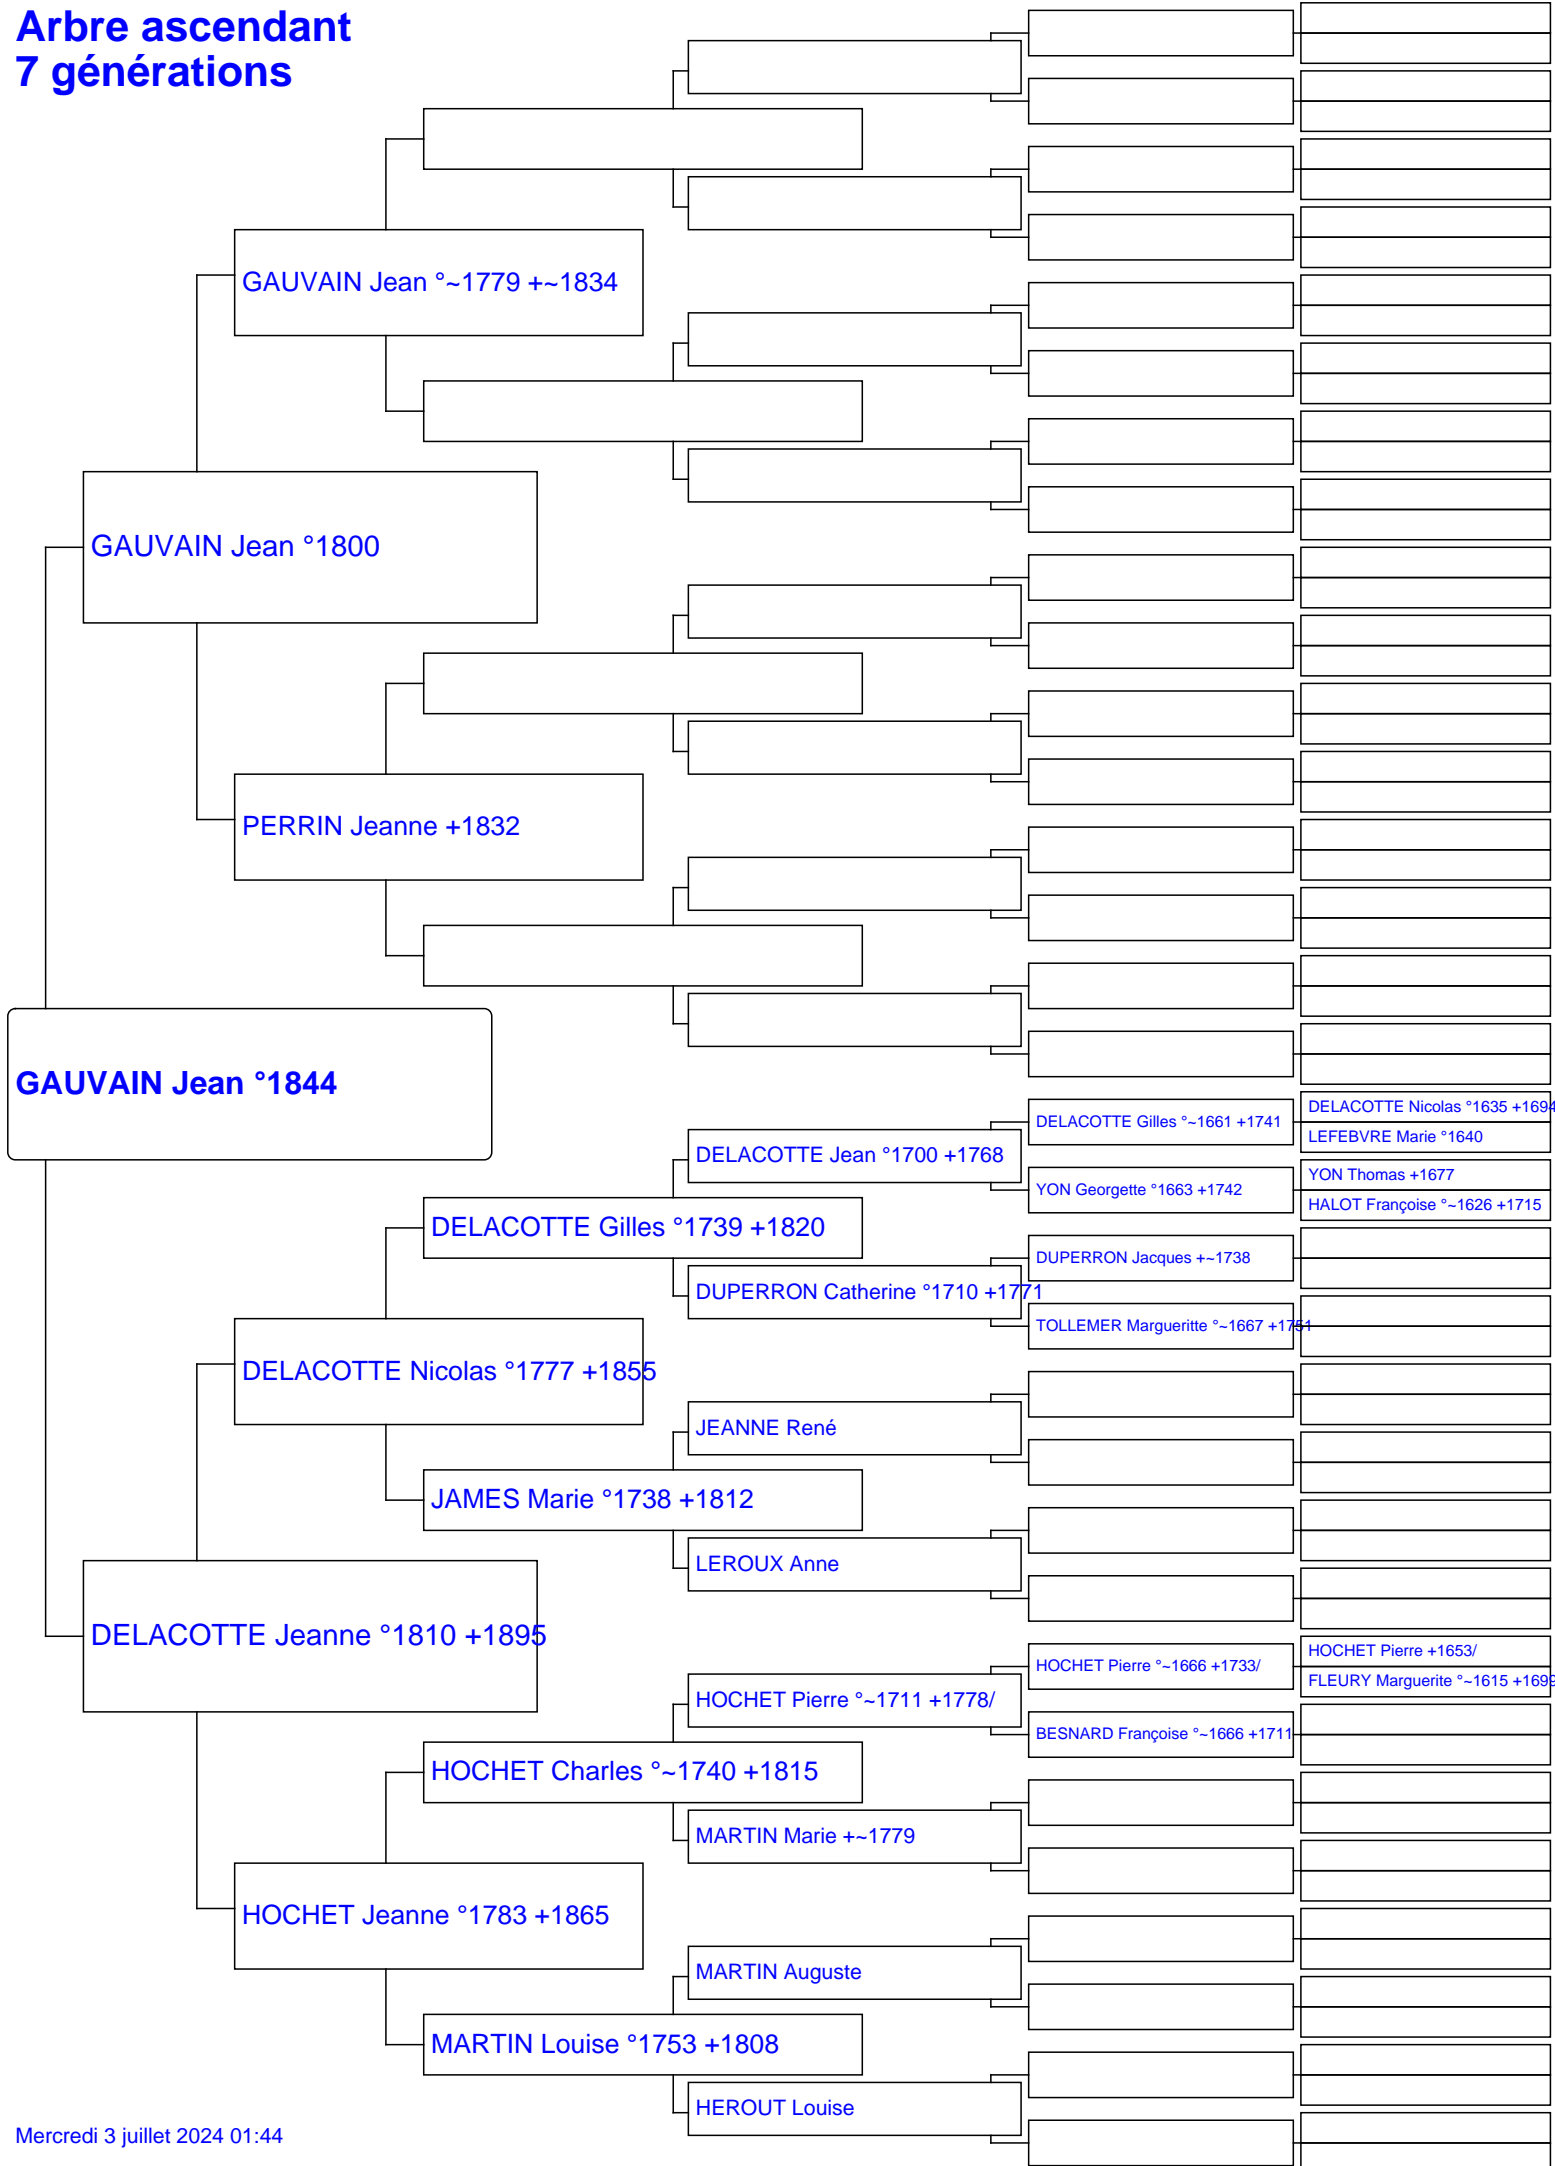 Arbre ascendant
7 générations
GAUVAIN Jean °~1779 +~1834
GAUVAIN Jean °1800
PERRIN Jeanne +1832
GAUVAIN Jean °1844
DELACOTTE Nicolas °1635 +1694
DELACOTTE Gilles °~1661 +1741
LEFEBVRE Marie °1640
DELACOTTE Jean °1700 +1768
YON Thomas +1677
YON Georgette °1663 +1742
HALOT Françoise °~1626 +1715
DELACOTTE Gilles °1739 +1820
DUPERRON Jacques +~1738
DUPERRON Catherine °1710 +1771
TOLLEMER Margueritte °~1667 +1751
DELACOTTE Nicolas °1777 +1855
JEANNE René
JAMES Marie °1738 +1812
LEROUX Anne
DELACOTTE Jeanne °1810 +1895
HOCHET Pierre +1653/
HOCHET Pierre °~1666 +1733/
FLEURY Marguerite °~1615 +1699
HOCHET Pierre °~1711 +1778/
BESNARD Françoise °~1666 +1711
HOCHET Charles °~1740 +1815
MARTIN Marie +~1779
HOCHET Jeanne °1783 +1865
MARTIN Auguste
MARTIN Louise °1753 +1808
HEROUT Louise
Mercredi 3 juillet 2024 01:44